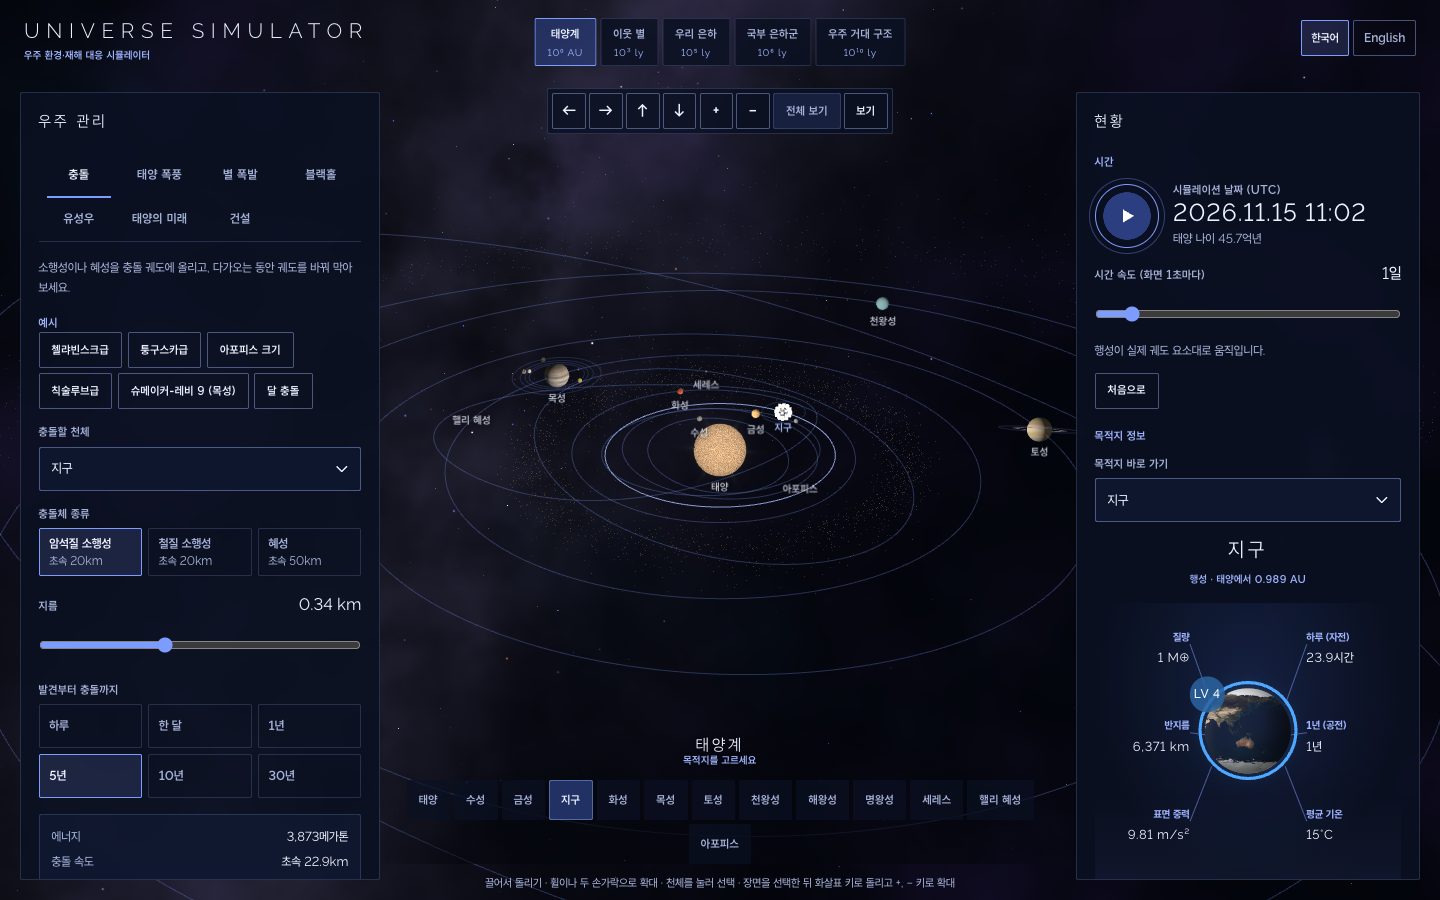 UNIVERSE SIMULATOR
우주 환경·재해 대응 시뮬레이터
태양계
10⁰ AU
이웃 별
10³ ly
우리 은하
10⁵ ly
국부 은하군
10⁶ ly
우주 거대 구조
10¹⁰ ly
한국어
English
← → ↑ ↓ + − 전체 보기 보기
우주 관리
충돌 태양 폭풍 별 폭발 블랙홀
유성우 태양의 미래 건설
소행성이나 혜성을 충돌 궤도에 올리고, 다가오는 동안 궤도를 바꿔 막아
보세요.
예시
첼랴빈스크급 퉁구스카급 아포피스 크기
칙술루브급 슈메이커-레비 9 (목성) 달 충돌
충돌할 천체
지구
충돌체 종류
암석질 소행성
초속 20km
철질 소행성
초속 20km
혜성
초속 50km
지름 0.34 km
발견부터 충돌까지
하루 한 달 1년
5년 10년 30년
에너지 3,873메가톤
충돌 속도 초속 22.9km
천왕성
목성
세레스
화성
핼리 혜성
수성
금성
지구
태양
아포피스
토성
태양계
목적지를 고르세요
태양 수성 금성 지구 화성 목성 토성 천왕성 해왕성 명왕성 세레스 핼리 혜성
아포피스
끌어서 돌리기 · 휠이나 두 손가락으로 확대 · 천체를 눌러 선택 · 장면을 선택한 뒤 화살표 키로 돌리고 +, − 키로 확대
현황
시간
시뮬레이션 날짜 (UTC)
2026.11.15 11:02
태양 나이 45.7억년
시간 속도 (화면 1초마다) 1일
행성이 실제 궤도 요소대로 움직입니다.
처음으로
목적지 정보
목적지 바로 가기
지구
지구
행성 · 태양에서 0.989 AU
질량
1 M⊕
하루 (자전)
23.9시간
LV 4
반지름
6,371 km
1년 (공전)
1년
표면 중력
9.81 m/s²
평균 기온
15°C